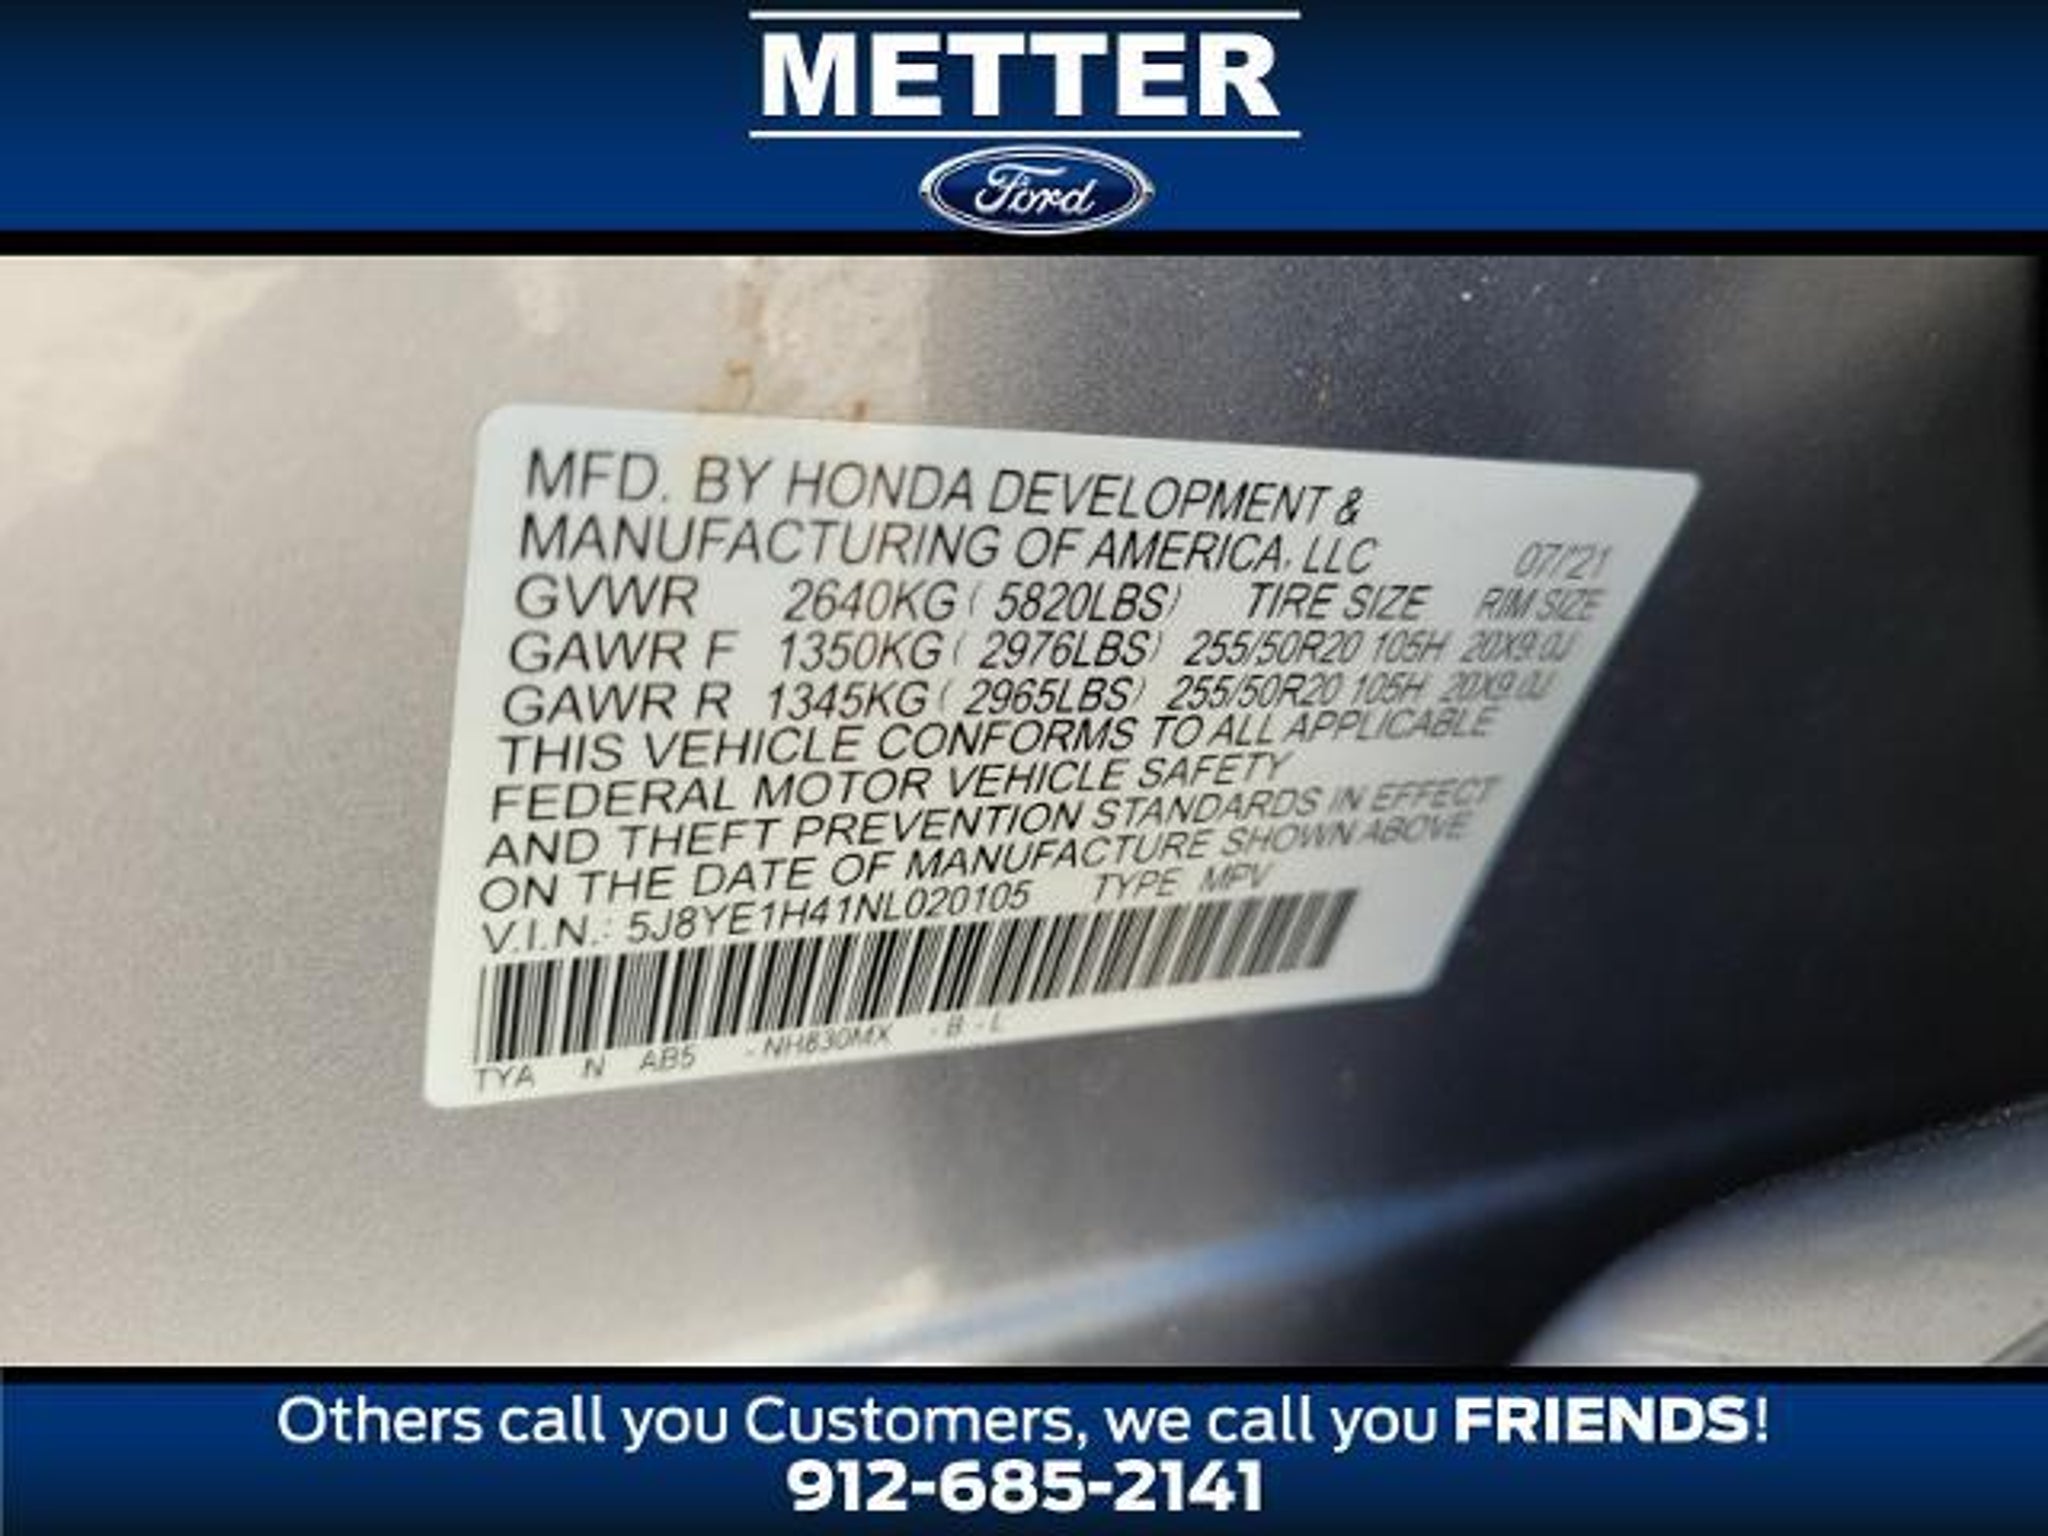 METTER
Ford
MFD. BY HONDA DEVELOPMENT &
MANUFACTURING OF AMERICA, LLC 07/'21
GVWR 2640KG ( 5820LBS) TIRE SIZE RIM SIZE
GAWR F 1350KG ( 2976LBS) 255/50R20 105H 20X9.0J
GAWR R 1345KG ( 2965LBS) 255/50R20 105H 20X9.0J
THIS VEHICLE CONFORMS TO ALL APPLICABLE
FEDERAL MOTOR VEHICLE SAFETY
AND THEFT PREVENTION STANDARDS IN EFFECT
ON THE DATE OF MANUFACTURE SHOWN ABOVE
V.I.N.: 5J8YE1H41NL020105 TYPE MPV
TYA N AB5 - NH830MX - B - L
Others call you Customers, we call you FRIENDS!
912-685-2141